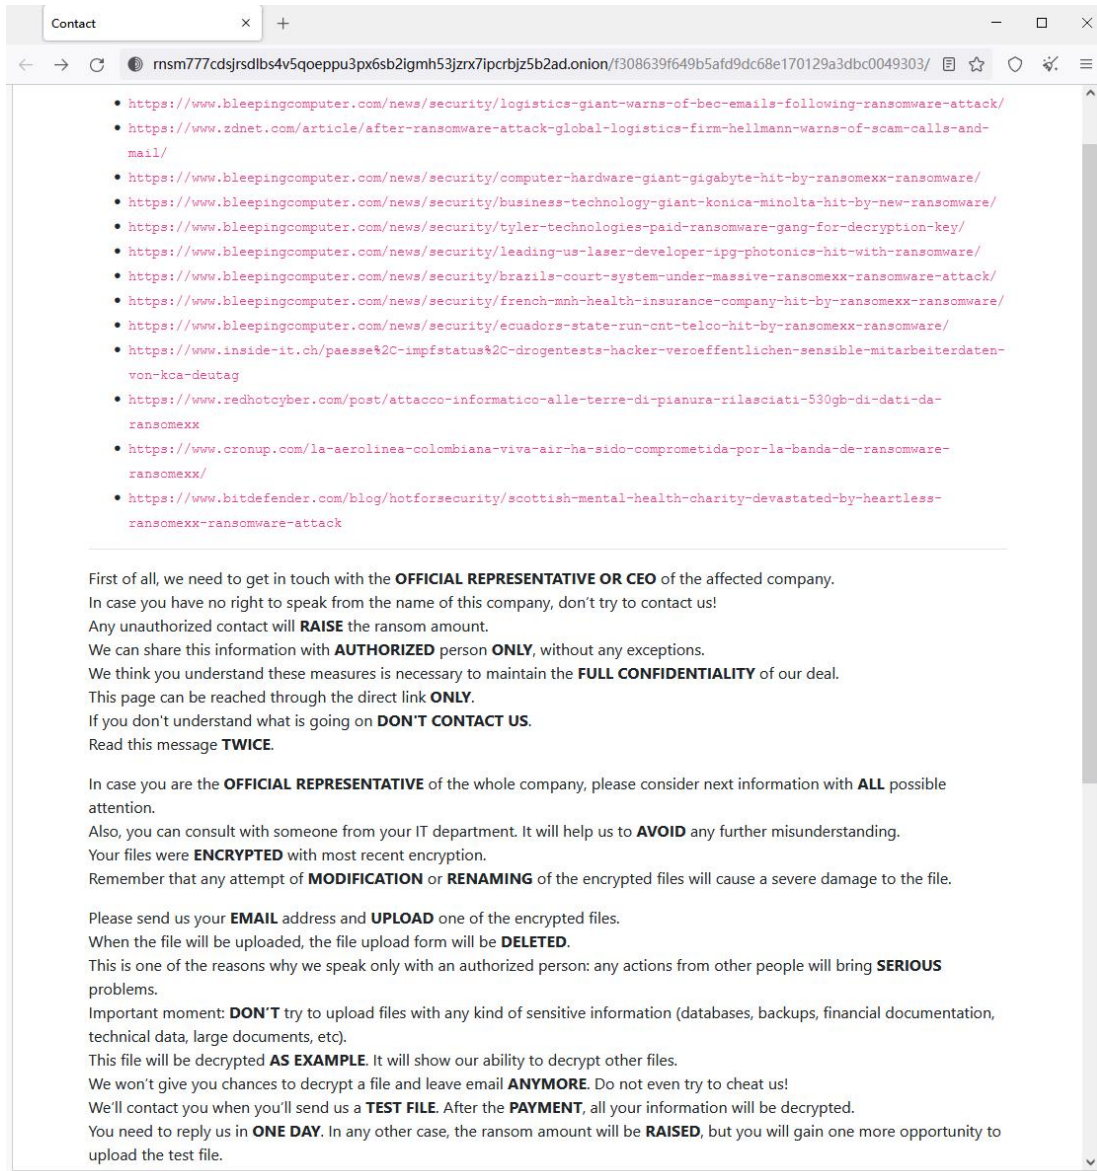 Contact
rnsm777cdsjrsdlbs4v5qoeppu3px6sb2igmh53jzrx7ipcrbjz5b2ad.onion/f308639f649b5afd9dc68e170129a3dbc0049303/
https://www.bleepingcomputer.com/news/security/logistics-giant-warns-of-bec-emails-following-ransomware-attack/
https://www.zdnet.com/article/after-ransomware-attack-global-logistics-firm-hellmann-warns-of-scam-calls-and-
mail/
https://www.bleepingcomputer.com/news/security/computer-hardware-giant-gigabyte-hit-by-ransomexx-ransomware/
https://www.bleepingcomputer.com/news/security/business-technology-giant-konica-minolta-hit-by-new-ransomware/
https://www.bleepingcomputer.com/news/security/tyler-technologies-paid-ransomware-gang-for-decryption-key/
https://www.bleepingcomputer.com/news/security/leading-us-laser-developer-ipg-photonics-hit-with-ransomware/
https://www.bleepingcomputer.com/news/security/brazils-court-system-under-massive-ransomexx-ransomware-attack/
https://www.bleepingcomputer.com/news/security/french-mnh-health-insurance-company-hit-by-ransomexx-ransomware/
https://www.bleepingcomputer.com/news/security/ecuadors-state-run-cnt-telco-hit-by-ransomexx-ransomware/
https://www.inside-it.ch/paesse%2C-impfstatus%2C-drogentests-hacker-veroeffentlichen-sensible-mitarbeiterdaten-
von-kca-deutag
https://www.redhotcyber.com/post/attacco-informatico-alle-terre-di-pianura-rilasciati-530gb-di-dati-da-
ransomexx
https://www.cronup.com/la-aerolinea-colombiana-viva-air-ha-sido-comprometida-por-la-banda-de-ransomware-
ransomexx/
https://www.bitdefender.com/blog/hotforsecurity/scottish-mental-health-charity-devastated-by-heartless-
ransomexx-ransomware-attack
First of all, we need to get in touch with the OFFICIAL REPRESENTATIVE OR CEO of the affected company.
In case you have no right to speak from the name of this company, don't try to contact us!
Any unauthorized contact will RAISE the ransom amount.
We can share this information with AUTHORIZED person ONLY, without any exceptions.
We think you understand these measures is necessary to maintain the FULL CONFIDENTIALITY of our deal.
This page can be reached through the direct link ONLY.
If you don't understand what is going on DON'T CONTACT US.
Read this message TWICE.
In case you are the OFFICIAL REPRESENTATIVE of the whole company, please consider next information with ALL possible
attention.
Also, you can consult with someone from your IT department. It will help us to AVOID any further misunderstanding.
Your files were ENCRYPTED with most recent encryption.
Remember that any attempt of MODIFICATION or RENAMING of the encrypted files will cause a severe damage to the file.
Please send us your EMAIL address and UPLOAD one of the encrypted files.
When the file will be uploaded, the file upload form will be DELETED.
This is one of the reasons why we speak only with an authorized person: any actions from other people will bring SERIOUS
problems.
Important moment: DON'T try to upload files with any kind of sensitive information (databases, backups, financial documentation,
technical data, large documents, etc).
This file will be decrypted AS EXAMPLE. It will show our ability to decrypt other files.
We won't give you chances to decrypt a file and leave email ANYMORE. Do not even try to cheat us!
We'll contact you when you'll send us a TEST FILE. After the PAYMENT, all your information will be decrypted.
You need to reply us in ONE DAY. In any other case, the ransom amount will be RAISED, but you will gain one more opportunity to
upload the test file.